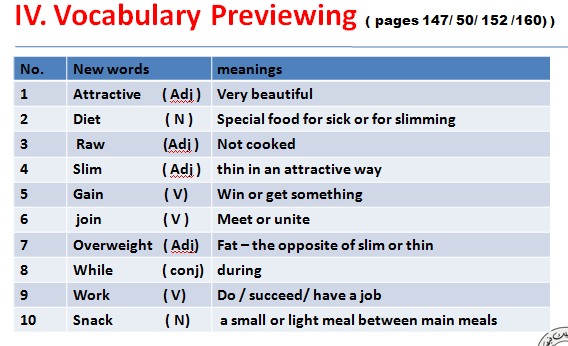 IV. Vocabulary Previewing ( pages 147/ 50/ 152 /160) )
No. New words meanings
1 Attractive ( Adj ) Very beautiful
2 Diet ( N ) Special food for sick or for slimming
3 Raw (Adj ) Not cooked
4 Slim ( Adj ) thin in an attractive way
5 Gain ( V) Win or get something
6 join ( V ) Meet or unite
7 Overweight ( Adj) Fat – the opposite of slim or thin
8 While ( conj) during
9 Work ( V) Do / succeed/ have a job
10 Snack ( N) a small or light meal between main meals